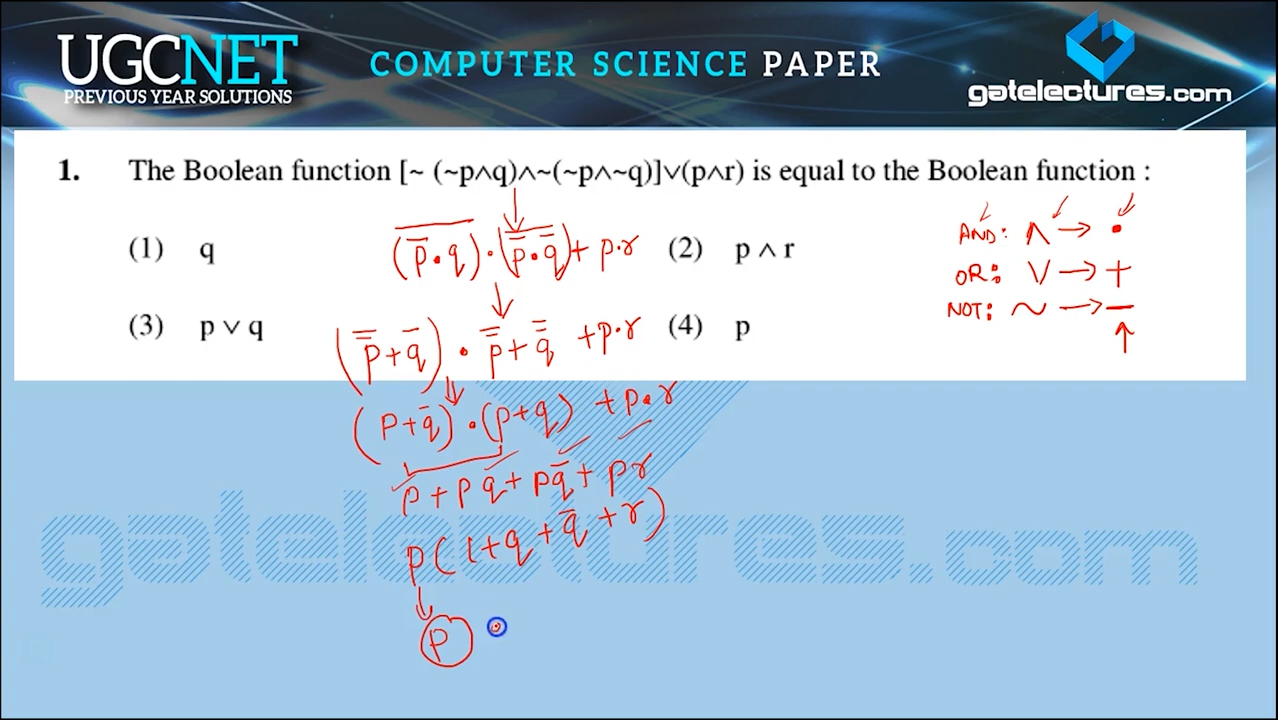 UGCNET
PREVIOUS YEAR SOLUTIONS
COMPUTER SCIENCE PAPER
gatelectures.com
1. The Boolean function [~ (~p∧q)∧~(~p∧~q)]∨(p∧r) is equal to the Boolean function :
(1) q
(2) p ∧ r
(3) p ∨ q
(4) p
AND: ∧ → •
OR: ∨ → +
NOT: ~ → —
(p̅•q)̅ • (p̅•q̅)̅ + p•r
(p̿+q̅) • p̿+q̿ +p•r
(p+q̅) • (p+q) +p•r
p+pq̅+pq̅+pr
p(1+q+q̅+r)
p
gatelectures.com